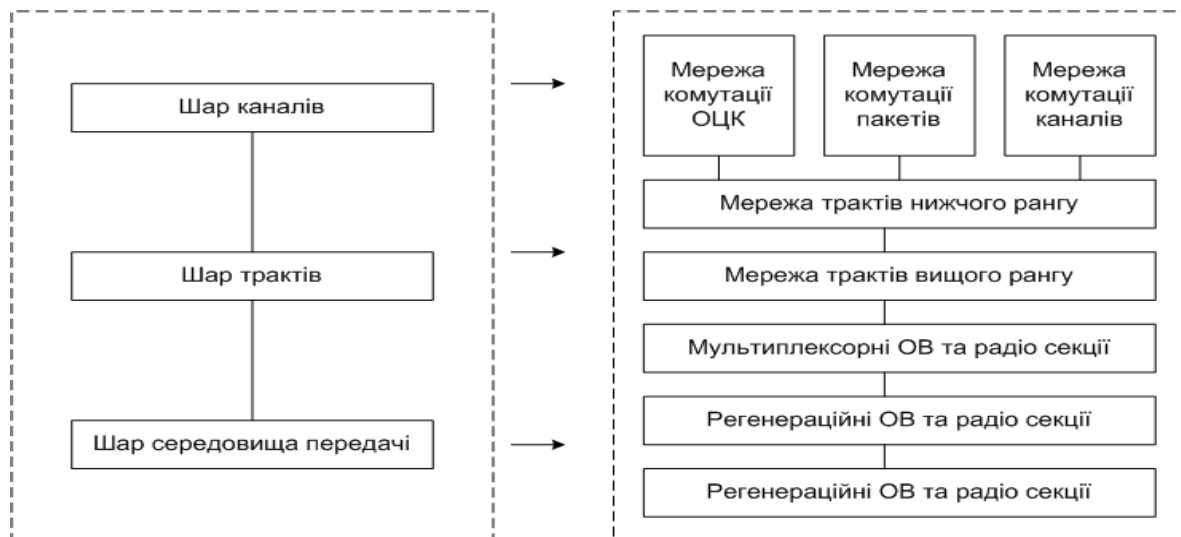 Шар каналів
Шар трактів
Шар середовища передачі
Мережа
комутації
ОЦК
Мережа
комутації
пакетів
Мережа
комутації
каналів
Мережа трактів нижчого рангу
Мережа трактів вищого рангу
Мультиплексорні ОВ та радіо секції
Регенераційні ОВ та радіо секції
Регенераційні ОВ та радіо секції